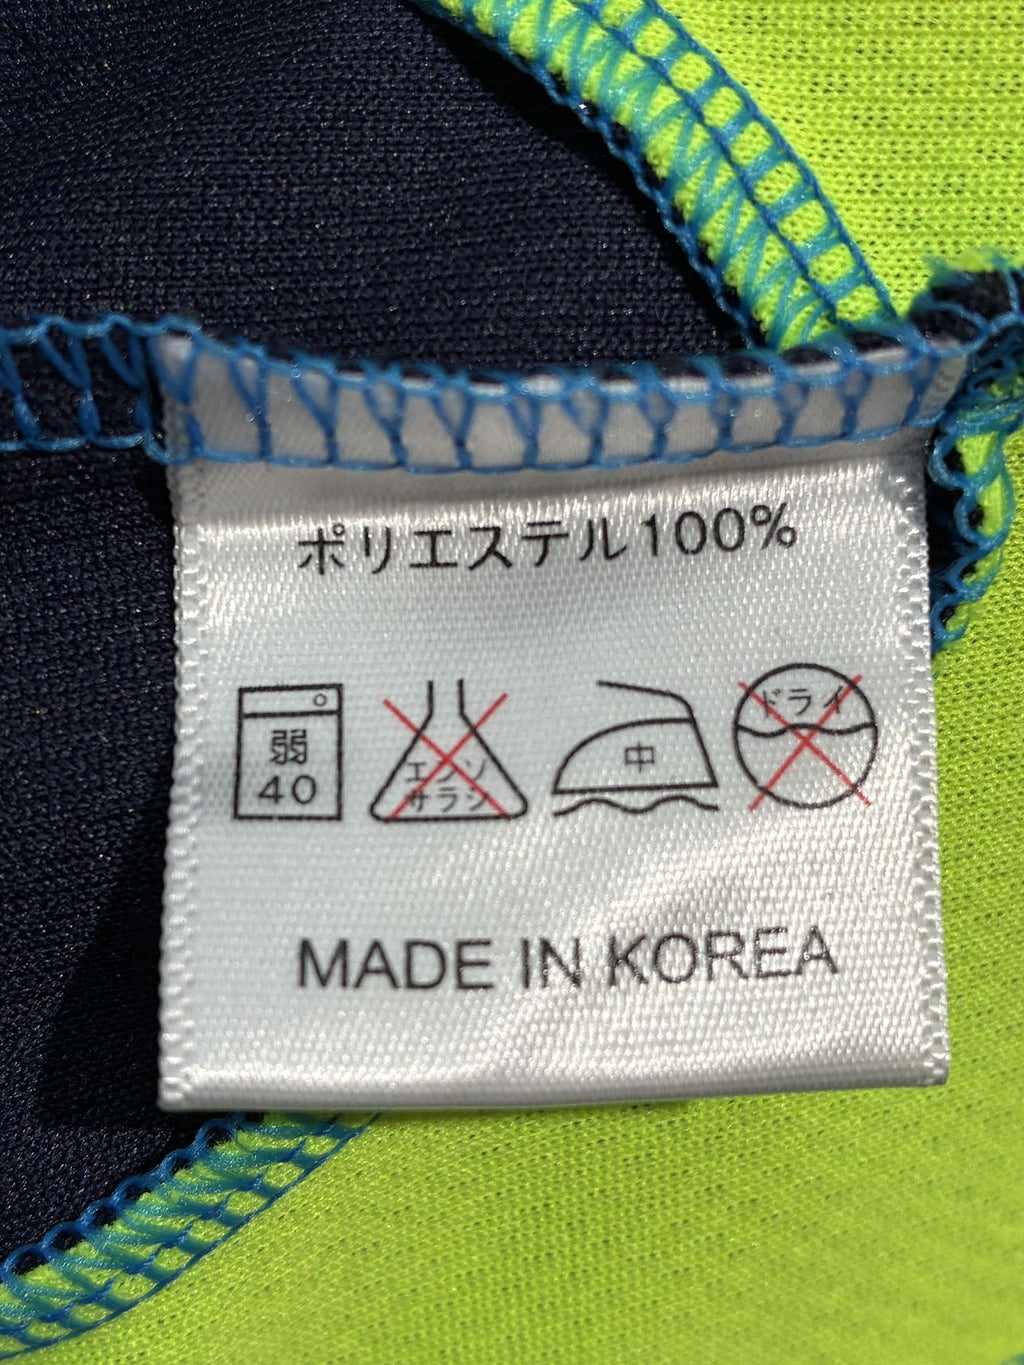 ポリエステル100%
弱
40
エンソ
サラシ
中
ドライ
MADE IN KOREA